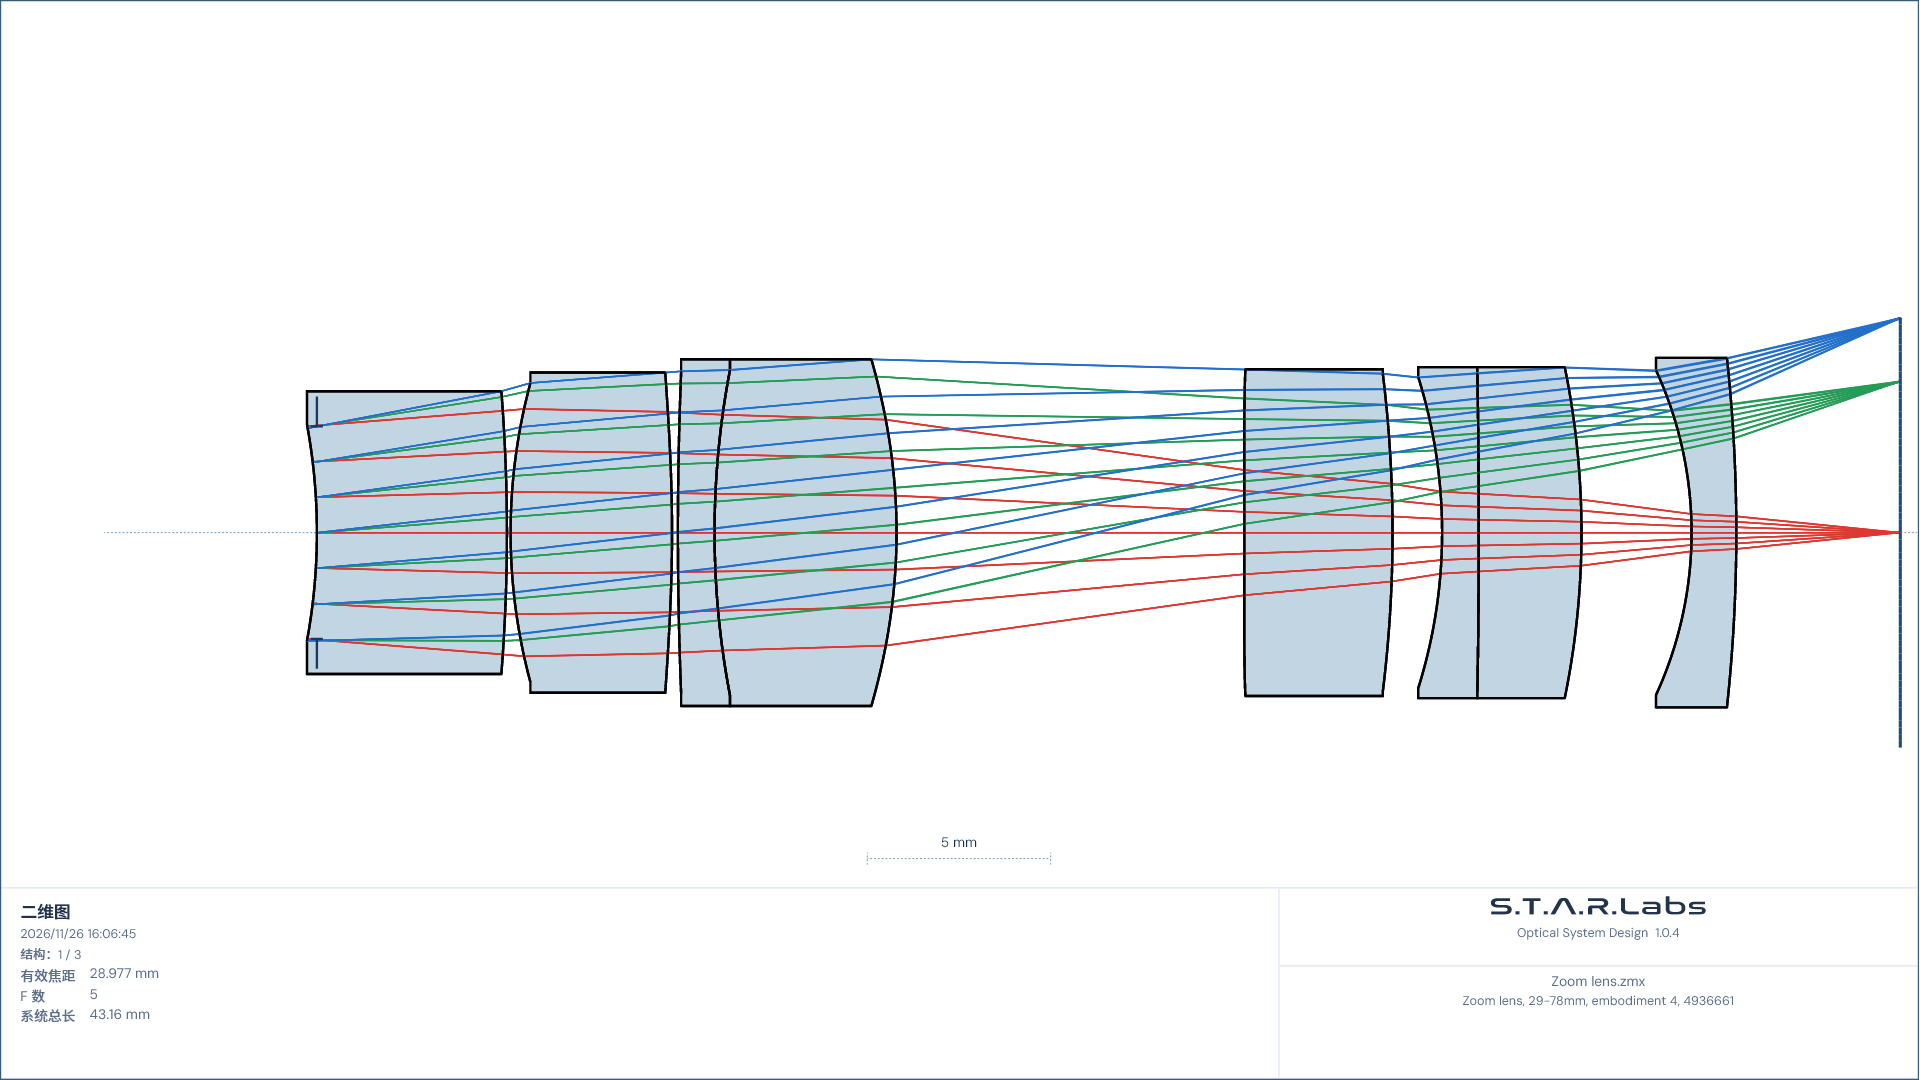 5 mm
二维图
2026/11/26 16:06:45
结构: 1 / 3
有效焦距 28.977 mm
F 数 5
系统总长 43.16 mm
S.T.A.R.Labs
Optical System Design 1.0.4
Zoom lens.zmx
Zoom lens, 29-78mm, embodiment 4, 4936661